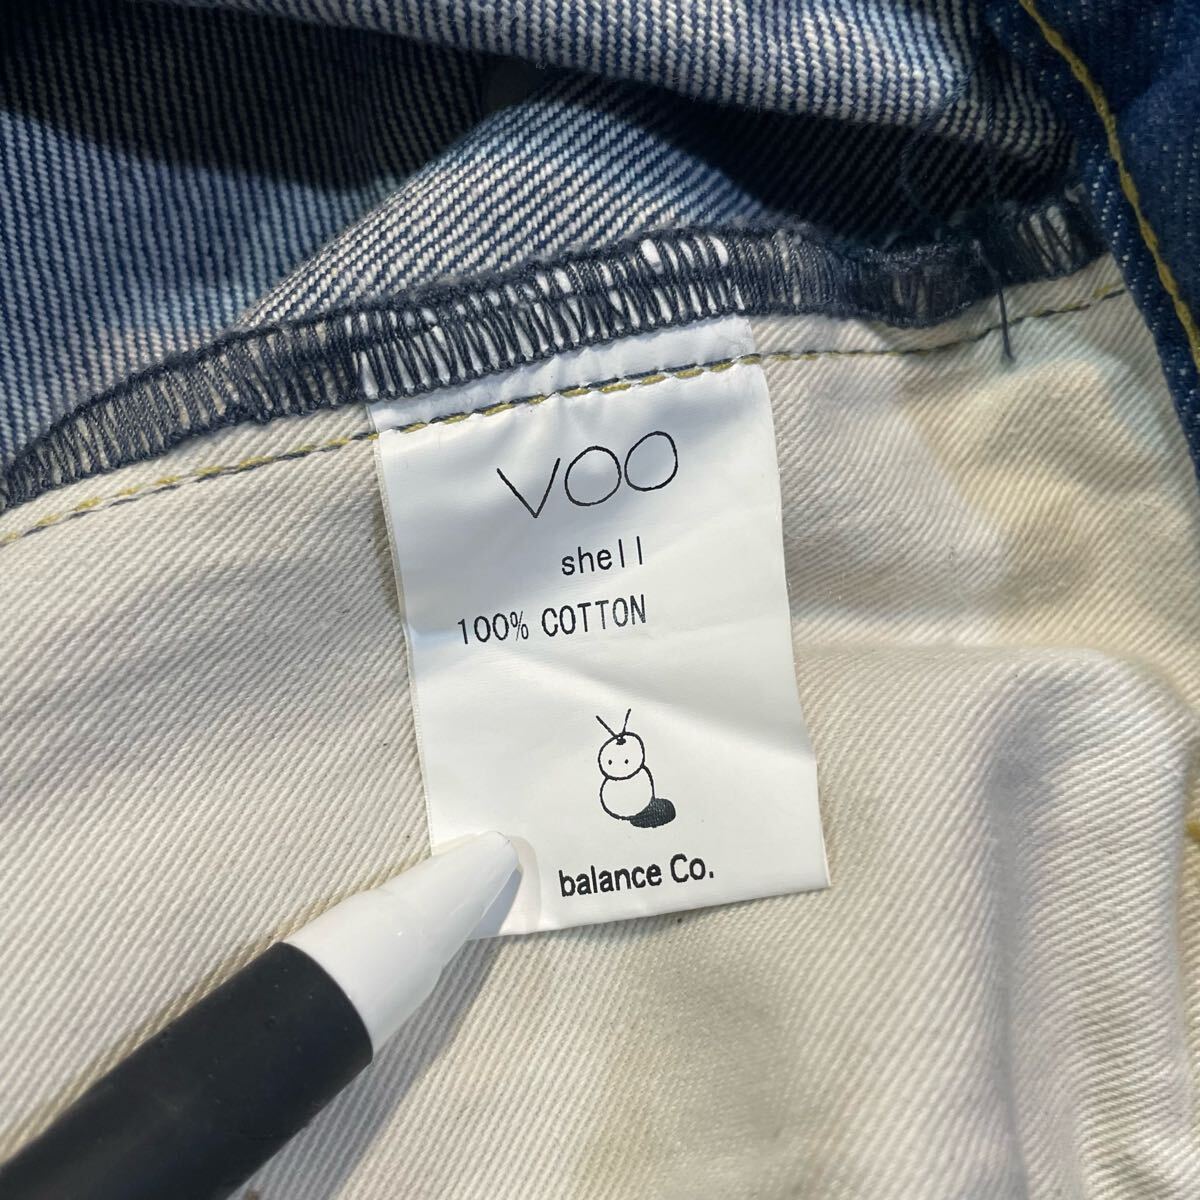 VOO
shell
100% COTTON
balance Co.